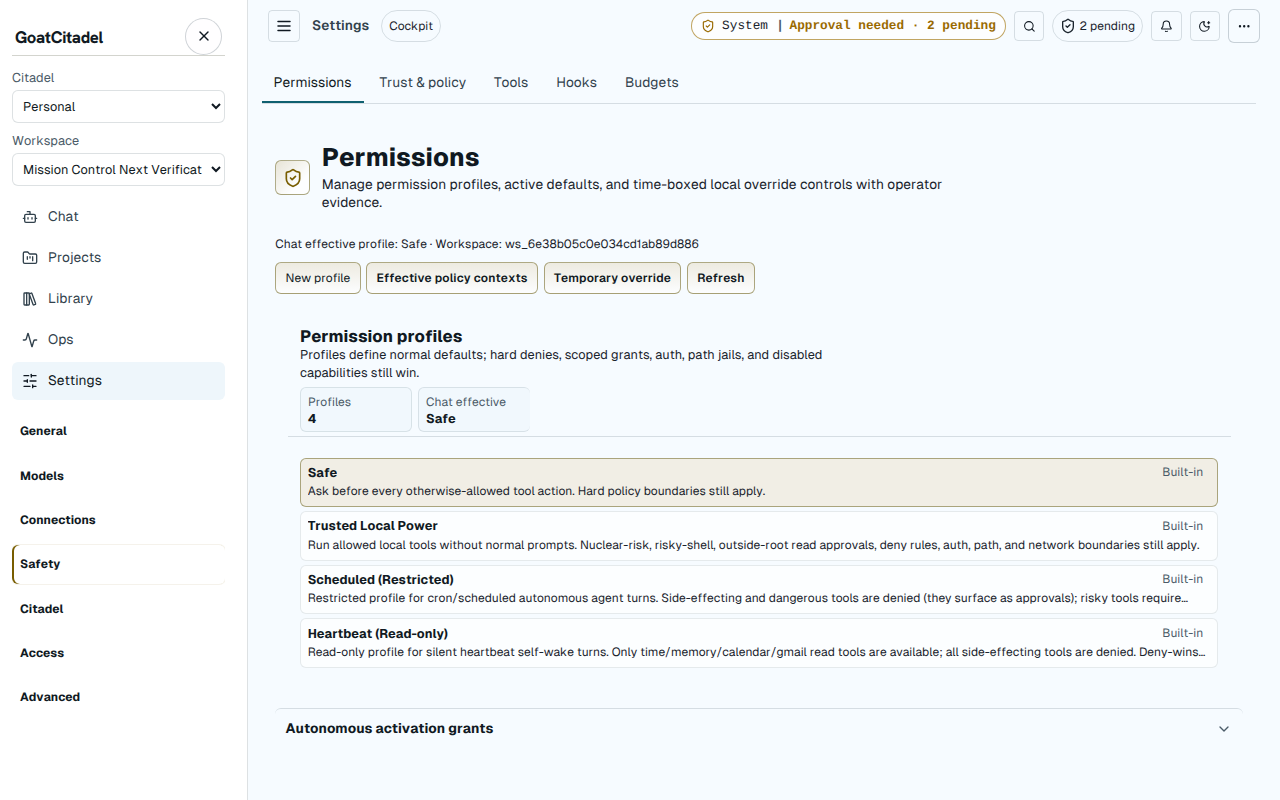 GoatCitadel
Citadel
Personal
Workspace
Mission Control Next Verificat
Chat
Projects
Library
Ops
Settings
General
Models
Connections
Safety
Citadel
Access
Advanced
Settings
Cockpit
System | Approval needed · 2 pending
2 pending
Permissions
Trust & policy
Tools
Hooks
Budgets
Permissions
Manage permission profiles, active defaults, and time-boxed local override controls with operator
evidence.
Chat effective profile: Safe · Workspace: ws_6e38b05c0e034cd1ab89d886
New profile
Effective policy contexts
Temporary override
Refresh
Permission profiles
Profiles define normal defaults; hard denies, scoped grants, auth, path jails, and disabled
capabilities still win.
Profiles
4
Chat effective
Safe
Safe
Built-in
Ask before every otherwise-allowed tool action. Hard policy boundaries still apply.
Trusted Local Power
Built-in
Run allowed local tools without normal prompts. Nuclear-risk, risky-shell, outside-root read approvals, deny rules, auth, path, and network boundaries still apply.
Scheduled (Restricted)
Built-in
Restricted profile for cron/scheduled autonomous agent turns. Side-effecting and dangerous tools are denied (they surface as approvals); risky tools require…
Heartbeat (Read-only)
Built-in
Read-only profile for silent heartbeat self-wake turns. Only time/memory/calendar/gmail read tools are available; all side-effecting tools are denied. Deny-wins…
Autonomous activation grants